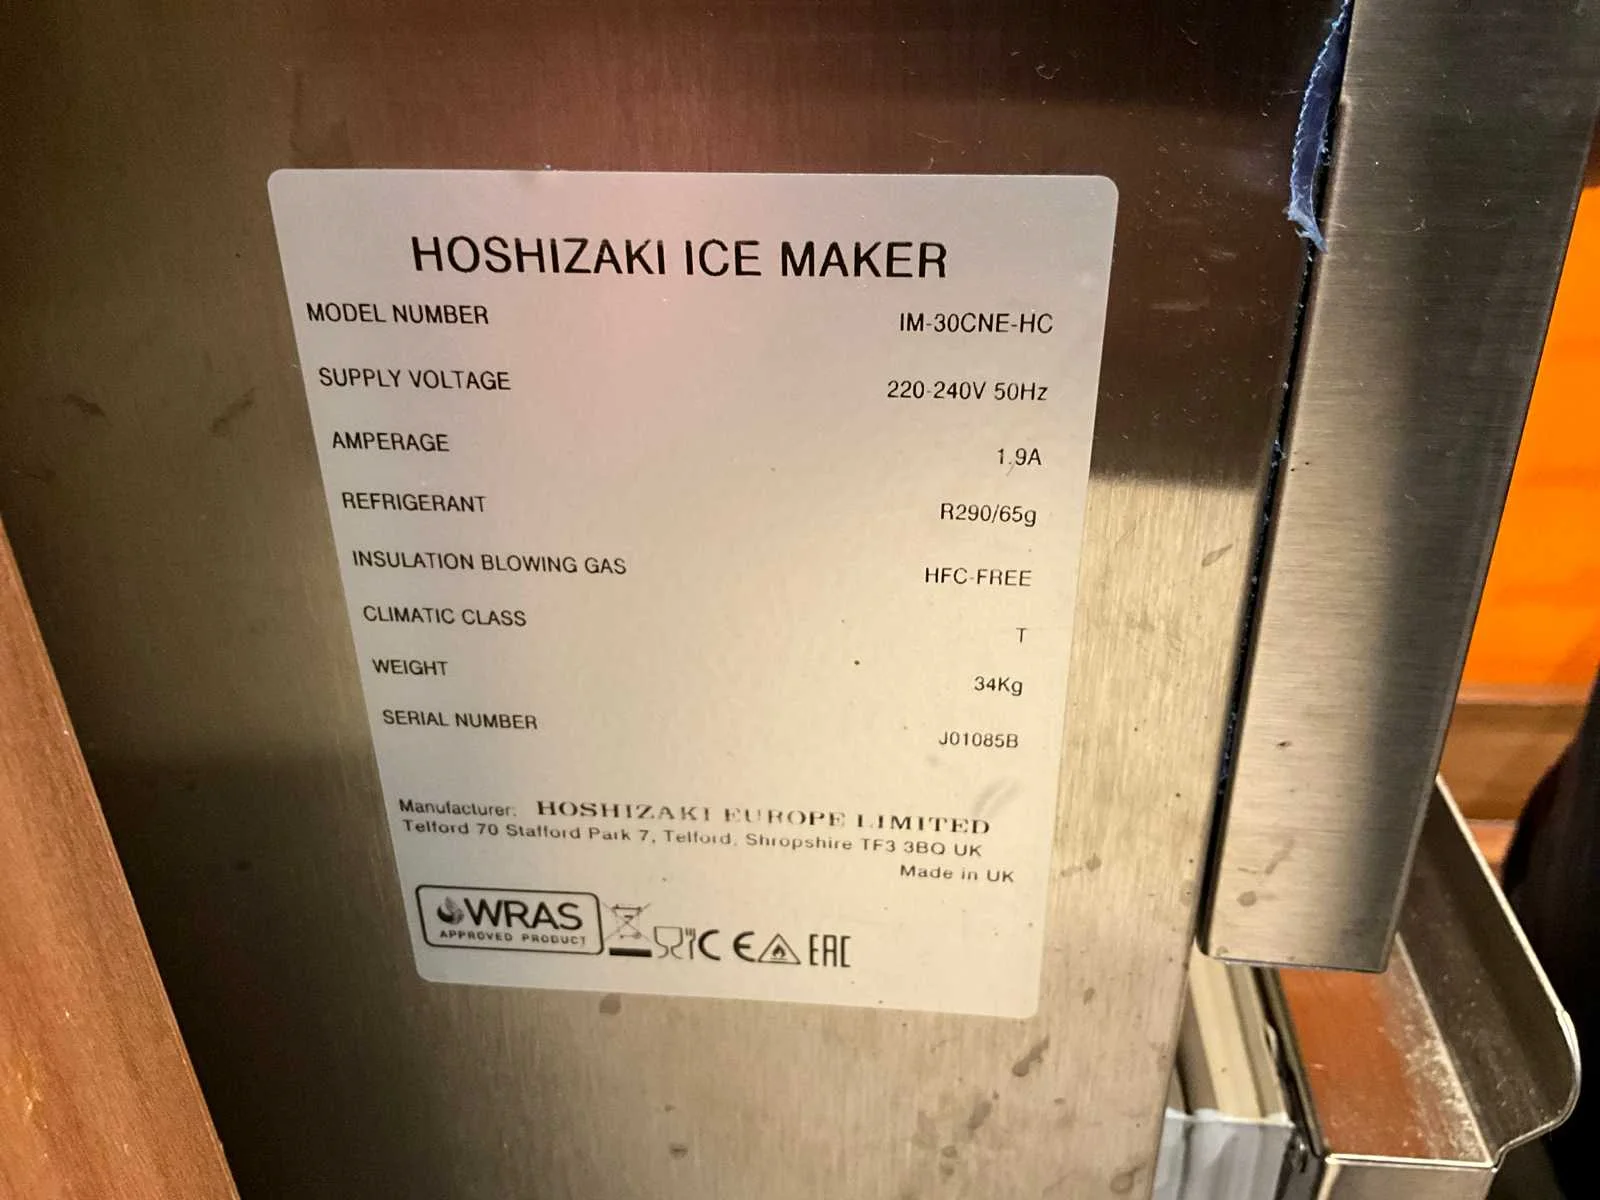 HOSHIZAKI ICE MAKER
MODEL NUMBER IM-30CNE-HC
SUPPLY VOLTAGE 220-240V 50Hz
AMPERAGE 1.9A
REFRIGERANT R290/65g
INSULATION BLOWING GAS HFC-FREE
CLIMATIC CLASS T
WEIGHT 34Kg
SERIAL NUMBER J01085B
Manufacturer: HOSHIZAKI EUROPE LIMITED
Telford 70 Stafford Park 7, Telford, Shropshire TF3 3BQ UK
Made in UK
WRAS CE EAC
APPROVED PRODUCT